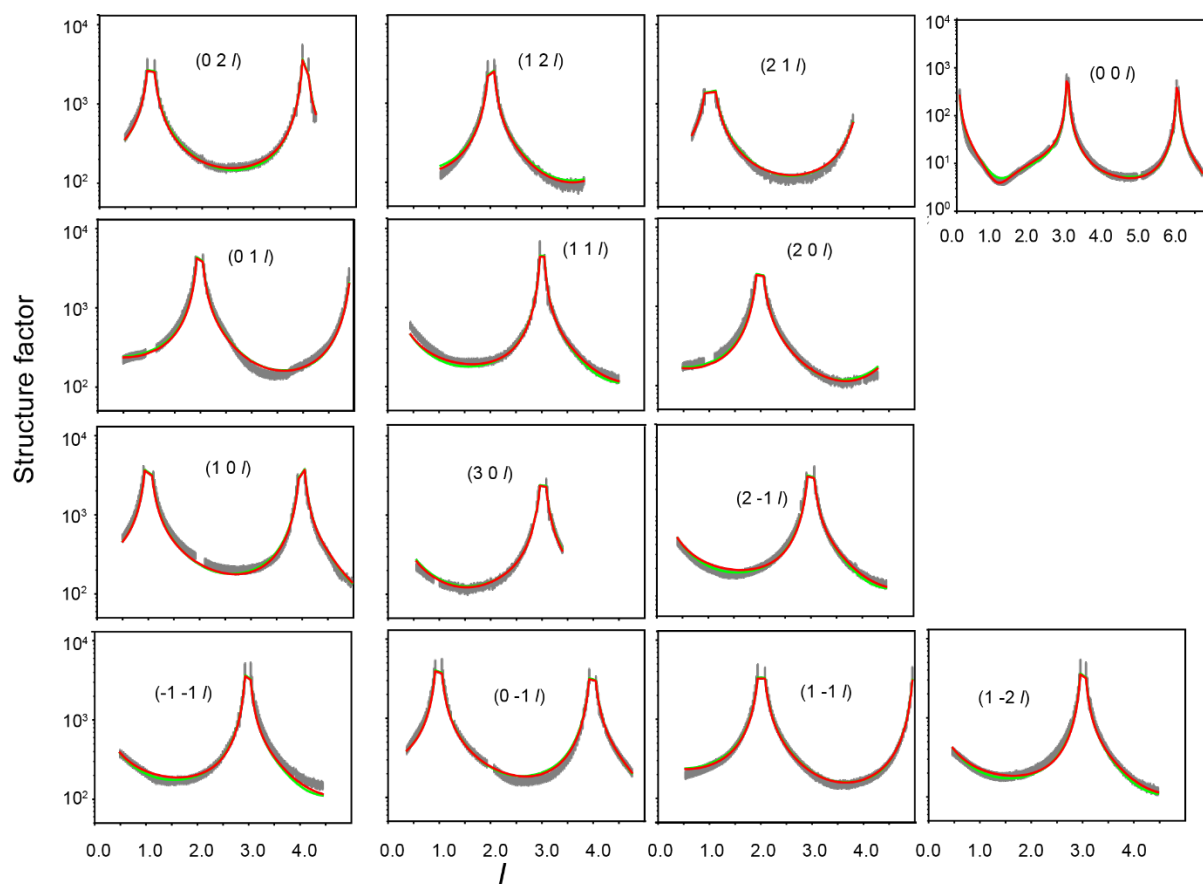 10⁴
10³
10²
(0 2 l)
(1 2 l)
(2 1 l)
10⁴
10³
10²
10¹
10⁰
(0 0 l)
0.0 1.0 2.0 3.0 4.0 5.0 6.0
Structure factor
10⁴
10³
10²
(0 1 l)
(1 1 l)
(2 0 l)
10⁴
10³
10²
(1 0 l)
(3 0 l)
(2 -1 l)
10⁴
10³
10²
(-1 -1 l)
(0 -1 l)
(1 -1 l)
(1 -2 l)
0.0 1.0 2.0 3.0 4.0
0.0 1.0 2.0 3.0 4.0
0.0 1.0 2.0 3.0 4.0
0.0 1.0 2.0 3.0 4.0
l